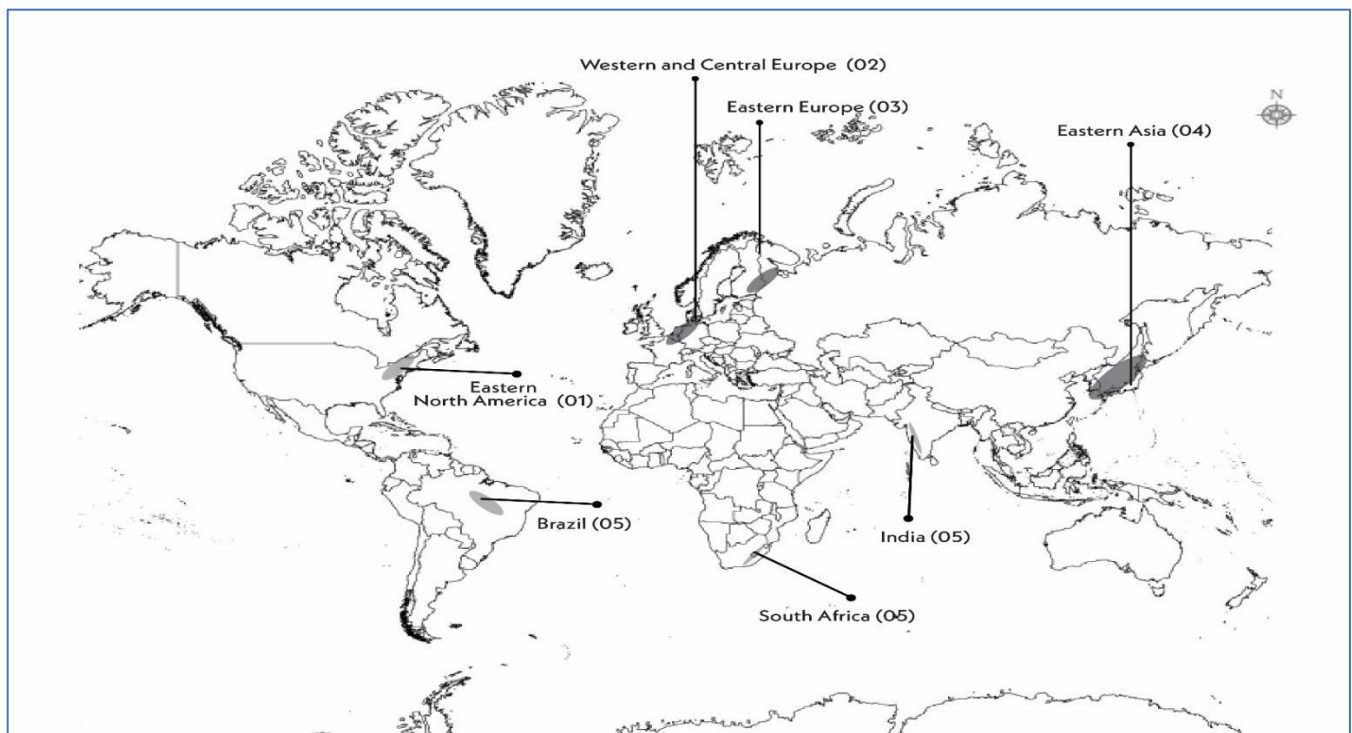 Western and Central Europe (02)
Eastern Europe (03)
N
Eastern Asia (04)
Eastern
North America (01)
Brazil (05)
India (05)
South Africa (05)